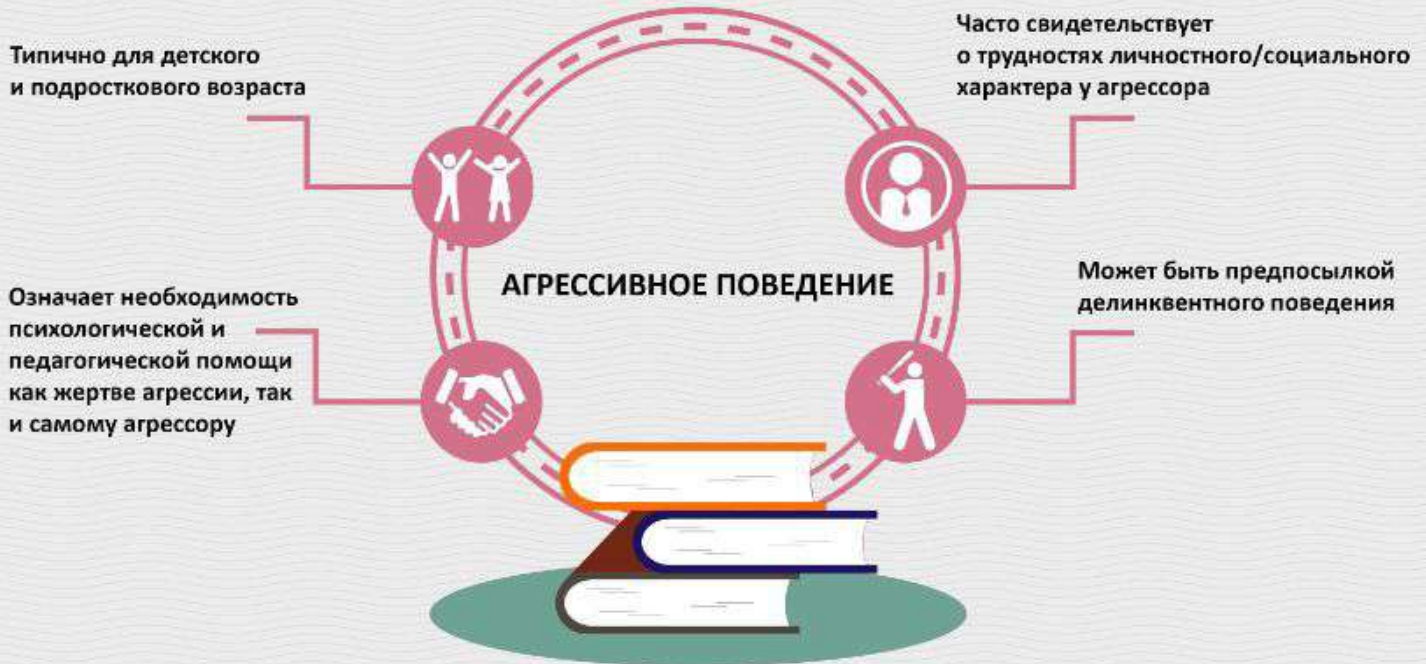 Типично для детского
и подросткового возраста
Часто свидетельствует
о трудностях личностного/социального
характера у агрессора
АГРЕССИВНОЕ ПОВЕДЕНИЕ
Означает необходимость
психологической и
педагогической помощи
как жертве агрессии, так
и самому агрессору
Может быть предпосылкой
делинквентного поведения